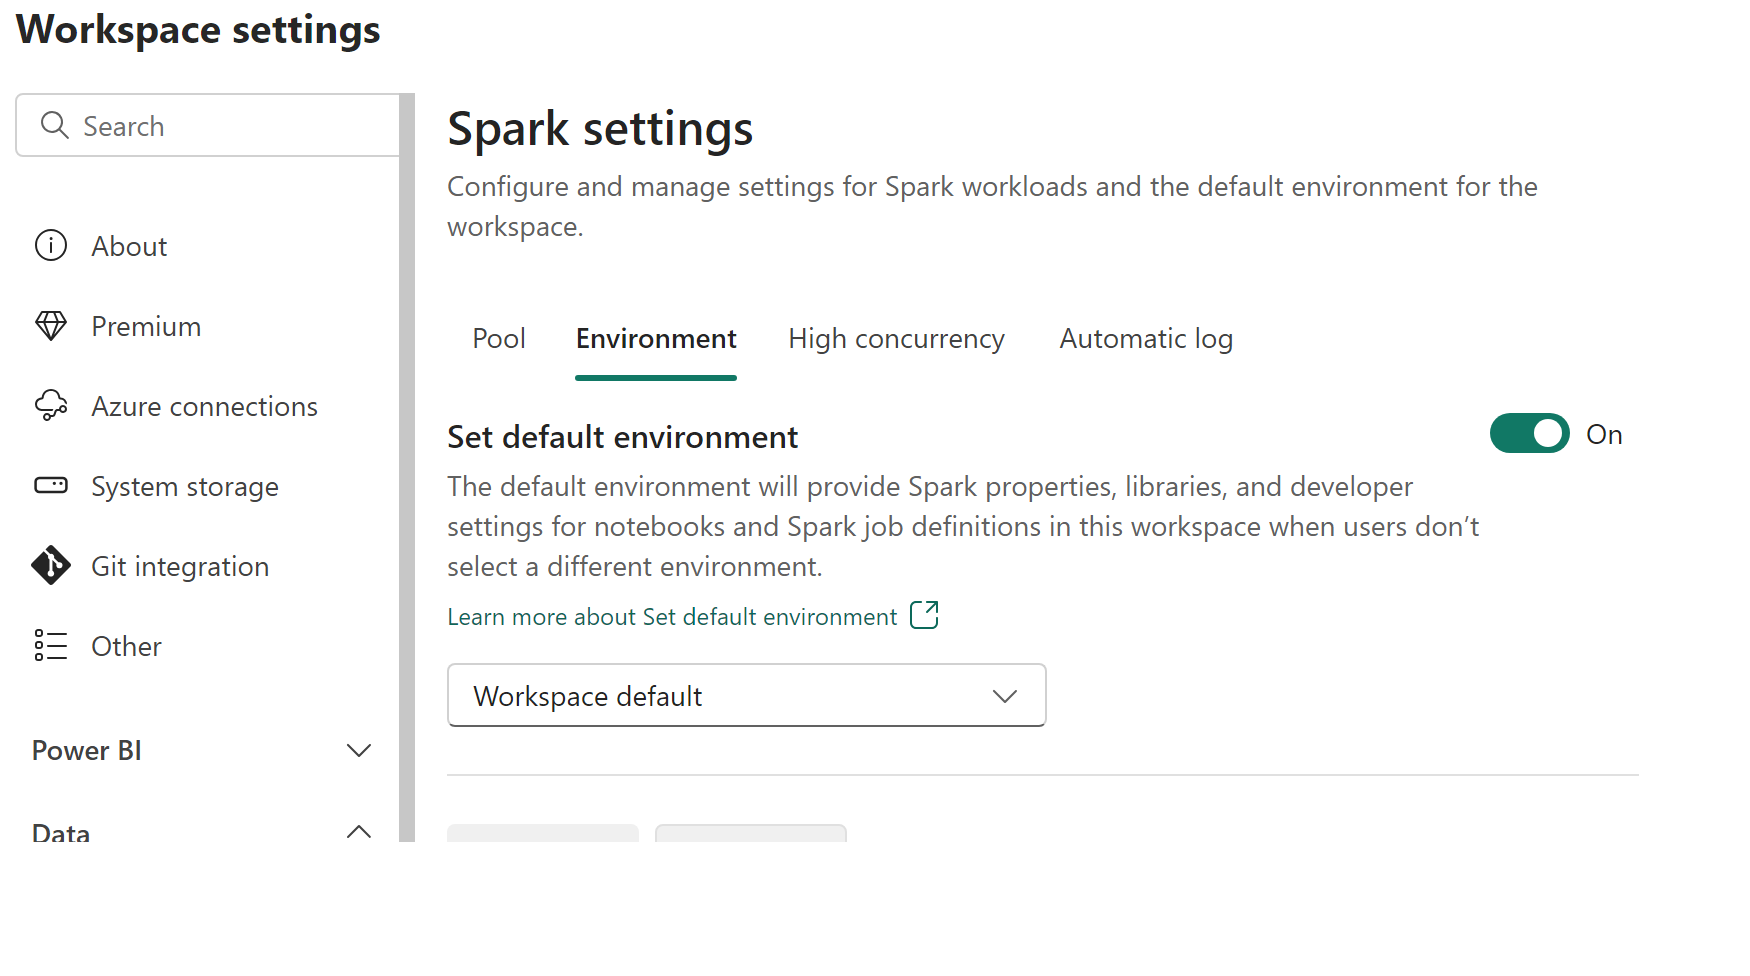 Workspace settings
Search
About
Premium
Azure connections
System storage
Git integration
Other
Power BI
Data
Spark settings
Configure and manage settings for Spark workloads and the default environment for the
workspace.
Pool Environment High concurrency Automatic log
Set default environment
On
The default environment will provide Spark properties, libraries, and developer
settings for notebooks and Spark job definitions in this workspace when users don’t
select a different environment.
Learn more about Set default environment
Workspace default